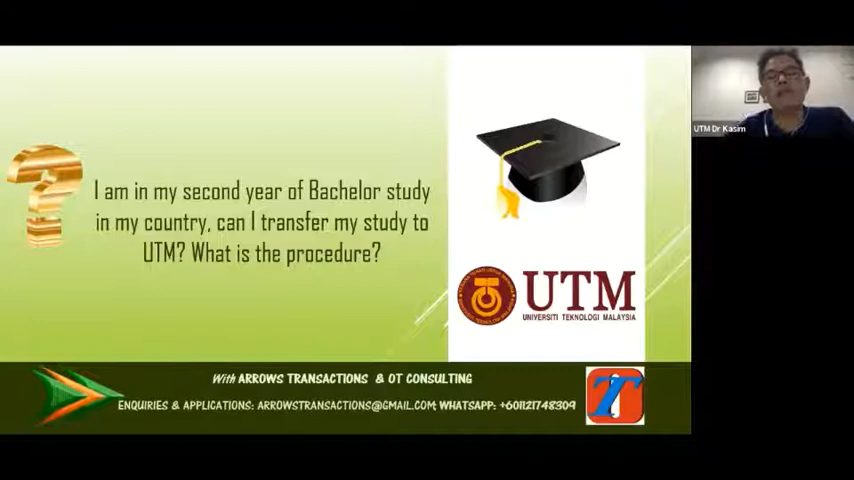 I am in my second year of Bachelor study
in my country, can I transfer my study to
UTM? What is the procedure?
UTM
UNIVERSITI TEKNOLOGI MALAYSIA
With ARROWS TRANSACTIONS & OT CONSULTING
ENQUIRIES & APPLICATIONS: ARROWSTRANSACTIONS@GMAIL.COM; WHATSAPP: +601121748309
UTM Dr Kasim